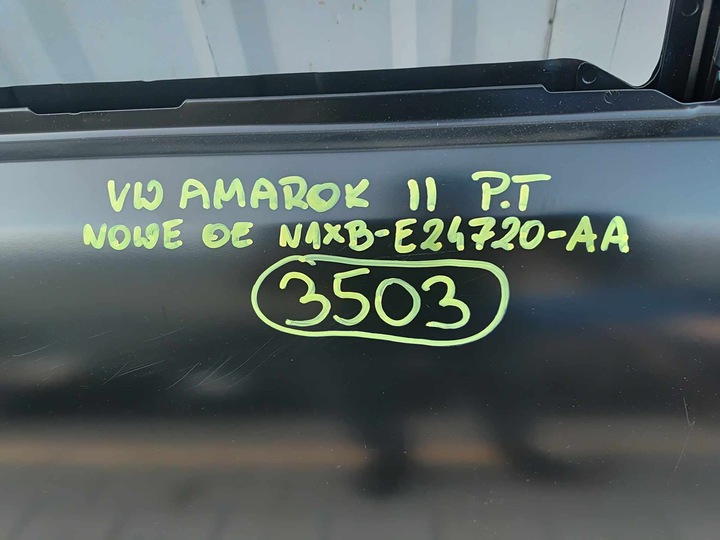 VW AMAROK II P.T
NOWE OE N1XB-E24720-AA
3503